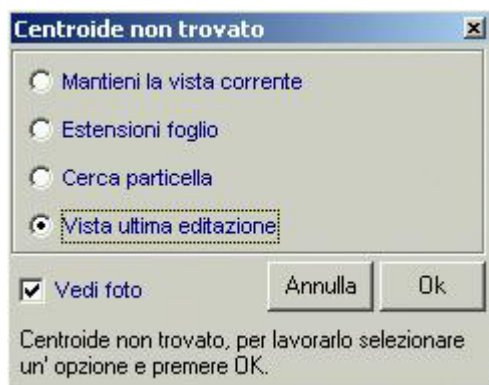 Centroide non trovato
Mantieni la vista corrente
Estensioni foglio
Cerca particella
Vista ultima editazione
Vedi foto
Annulla
Ok
Centroide non trovato, per lavorarlo selezionare
un' opzione e premere OK.